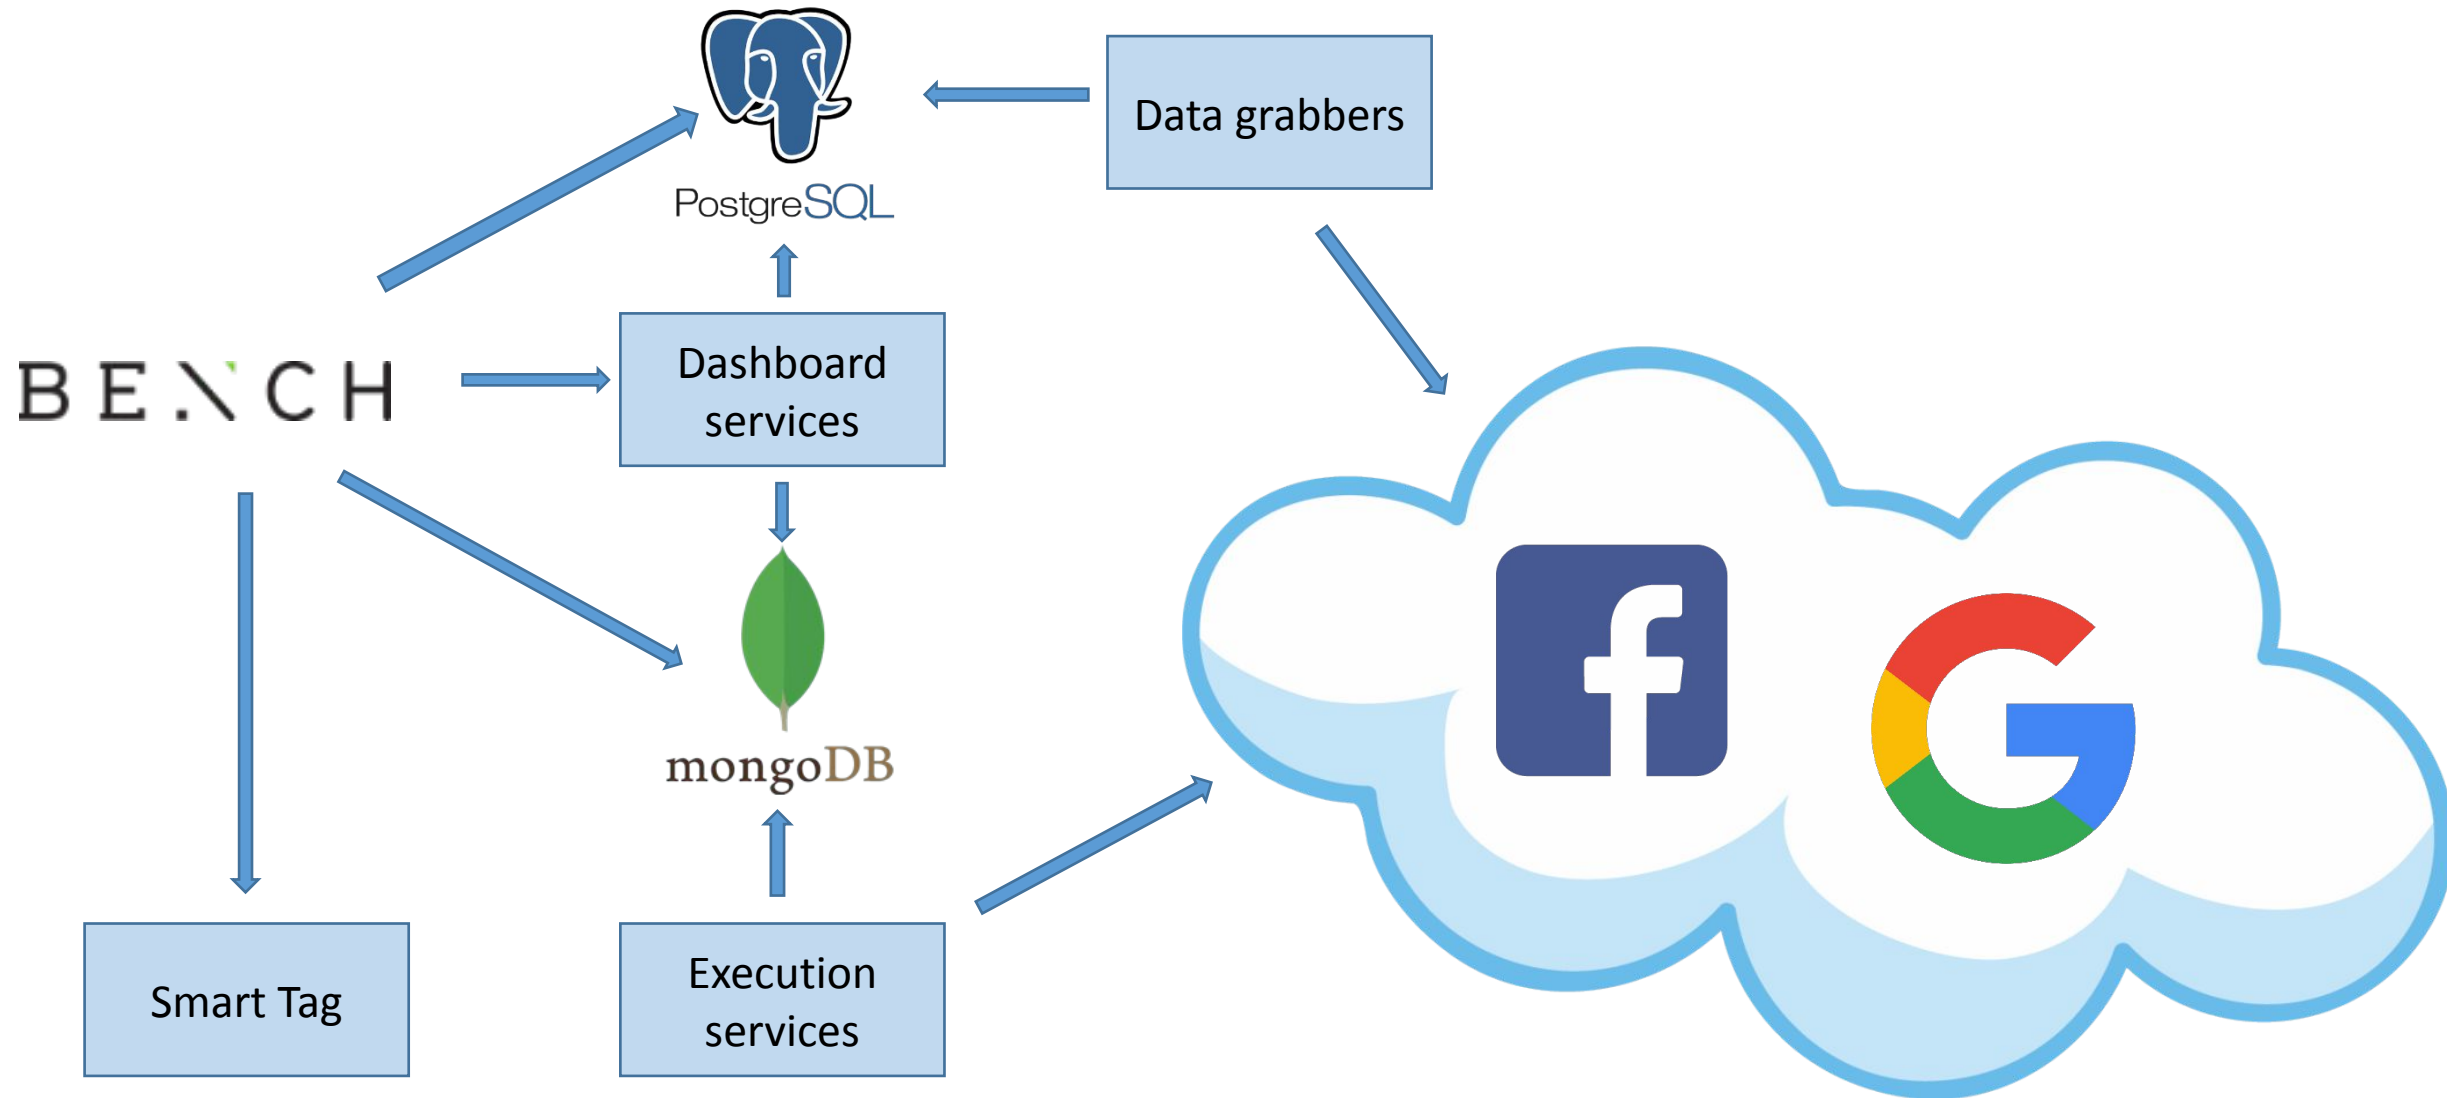 PostgreSQL
Data grabbers
BENCH
Dashboard
services
mongoDB
Smart Tag
Execution
services